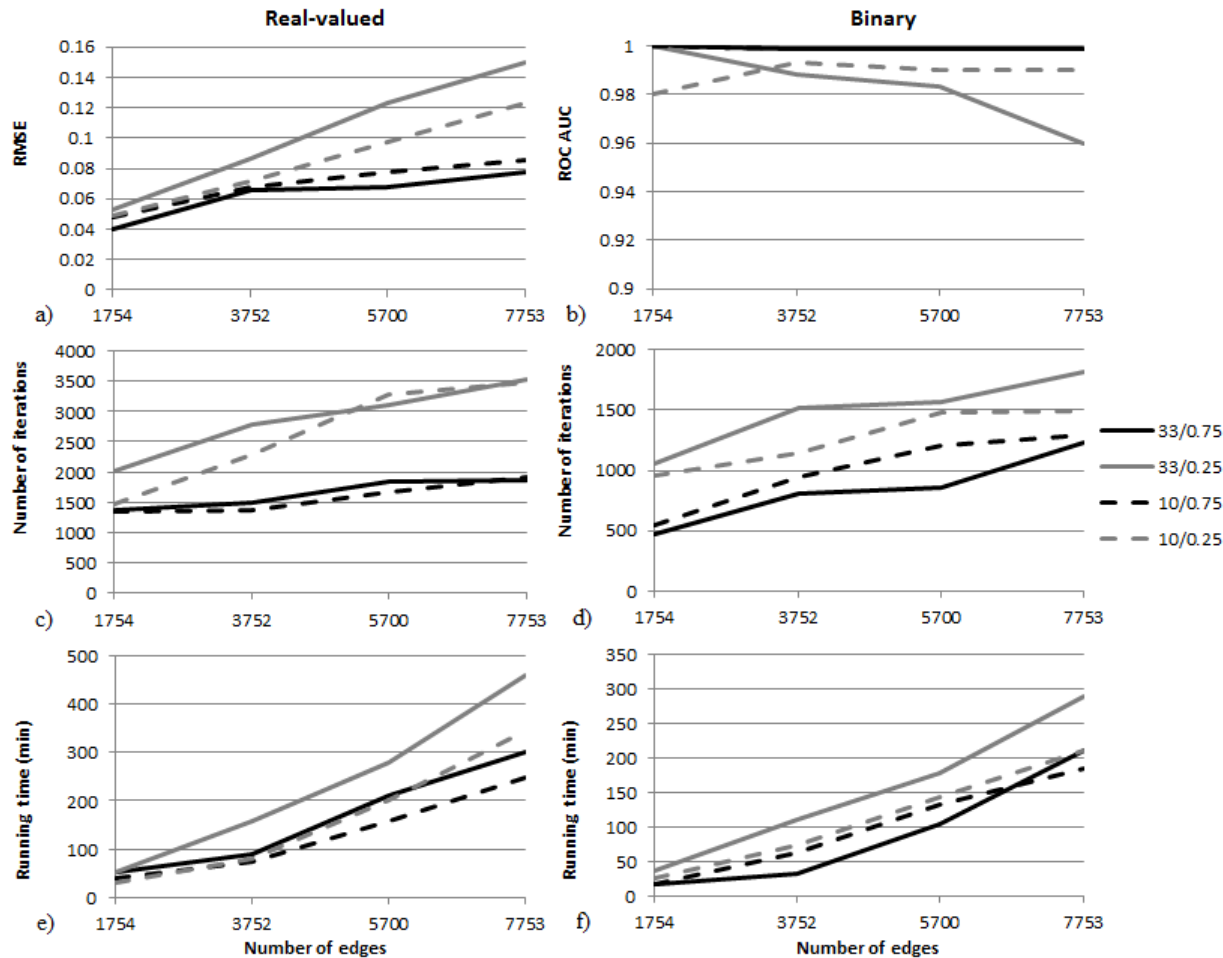 Real-valued
Binary
RMSE
0.16
0.14
0.12
0.1
0.08
0.06
0.04
0.02
0
1754 3752 5700 7753
a)
ROC AUC
1
0.98
0.96
0.94
0.92
0.9
1754 3752 5700 7753
b)
Number of iterations
4000
3500
3000
2500
2000
1500
1000
500
0
1754 3752 5700 7753
c)
Number of iterations
2000
1500
1000
500
0
1754 3752 5700 7753
d)
33/0.75
33/0.25
10/0.75
10/0.25
Running time (min)
500
400
300
200
100
0
1754 3752 5700 7753
e)
Number of edges
Running time (min)
350
300
250
200
150
100
50
0
1754 3752 5700 7753
f)
Number of edges